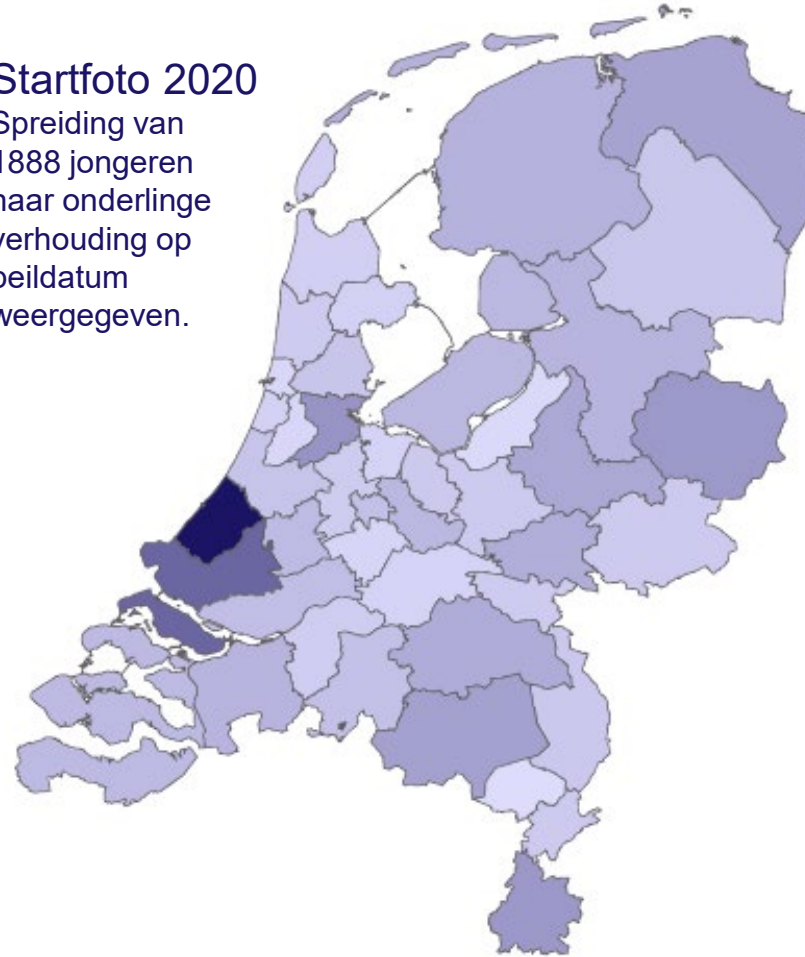 Startfoto 2020
Spreiding van
1888 jongeren
naar onderlinge
verhouding op
peildatum
weergegeven.